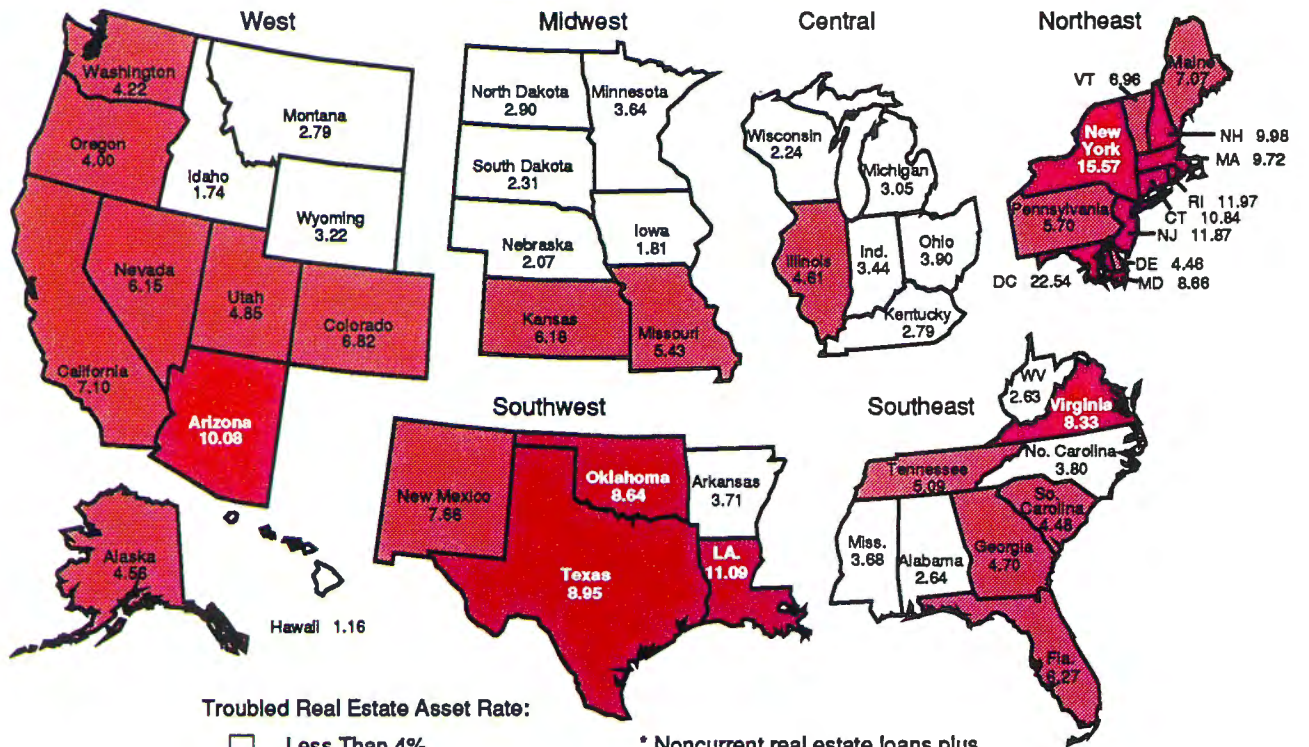 West
Washington
4.22
Oregon
4.00
Montana
2.79
Idaho
1.74
Wyoming
3.22
Nevada
6.15
Utah
4.85
Colorado
6.82
California
7.10
Arizona
10.08
Alaska
4.56
Hawaii 1.16
Midwest
North Dakota
2.90
Minnesota
3.64
South Dakota
2.31
Nebraska
2.07
Iowa
1.81
Kansas
6.18
Missouri
5.43
Central
Wisconsin
2.24
Michigan
3.05
Illinois
4.61
Ind.
3.44
Ohio
3.90
Kentucky
2.79
Northeast
Maine
7.07
VT 6.96
New
York
15.57
NH 9.98
MA 9.72
RI 11.97
CT 10.84
Pennsylvania
5.70
NJ 11.87
DE 4.46
DC 22.54
MD 8.66
Southwest
New Mexico
7.68
Oklahoma
8.64
Arkansas
3.71
Texas
8.95
LA.
11.09
Southeast
WV
2.63
Virginia
8.33
No. Carolina
3.80
Tennessee
5.09
So.
Carolina
4.48
Miss.
3.68
Alabama
2.64
Georgia
4.70
Fla.
Troubled Real Estate Asset Rate:
Less Than 4%
* Noncurrent real estate loans plus